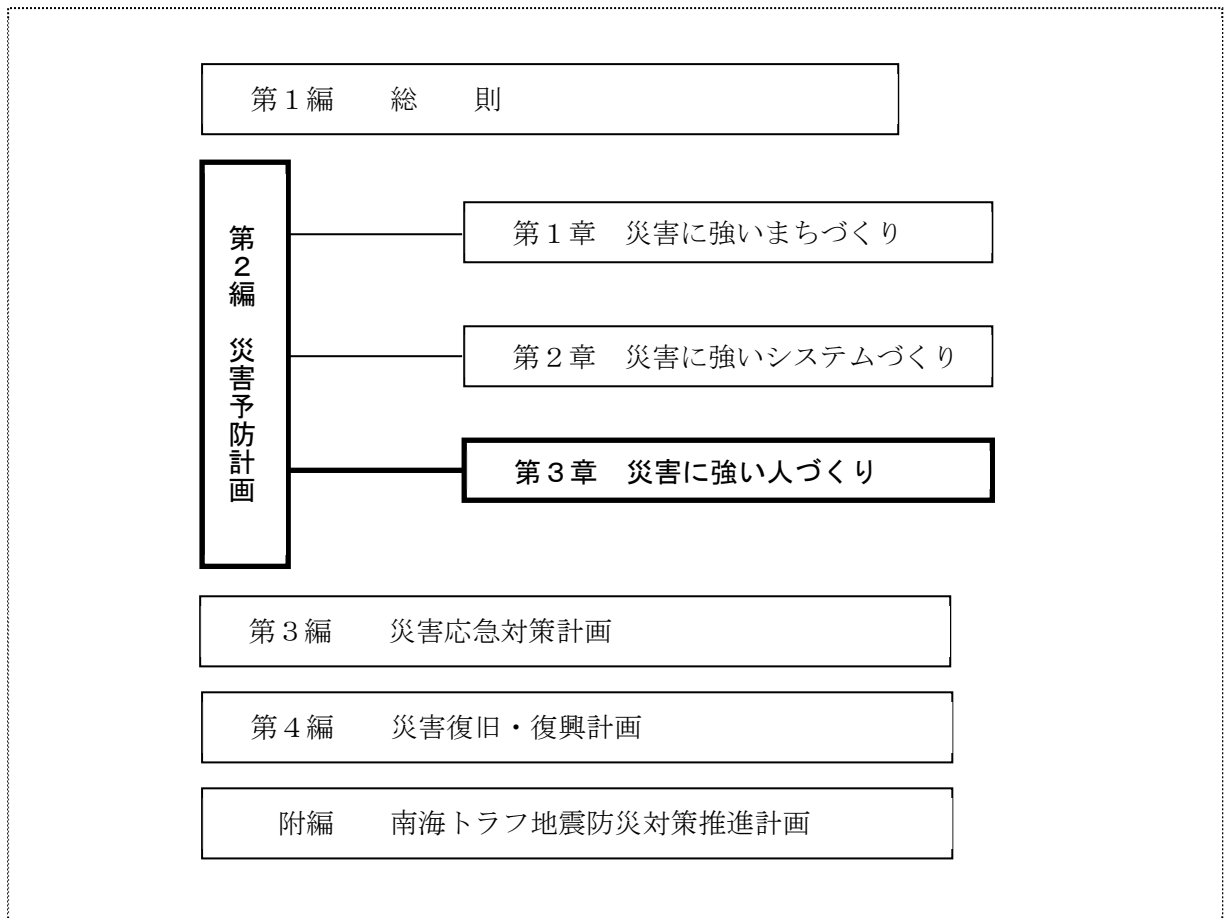 第１編　　総　　則
第２編　災害予防計画
第１章　災害に強いまちづくり
第２章　災害に強いシステムづくり
第３章　災害に強い人づくり
第３編　　災害応急対策計画
第４編　　災害復旧・復興計画
附編　　南海トラフ地震防災対策推進計画